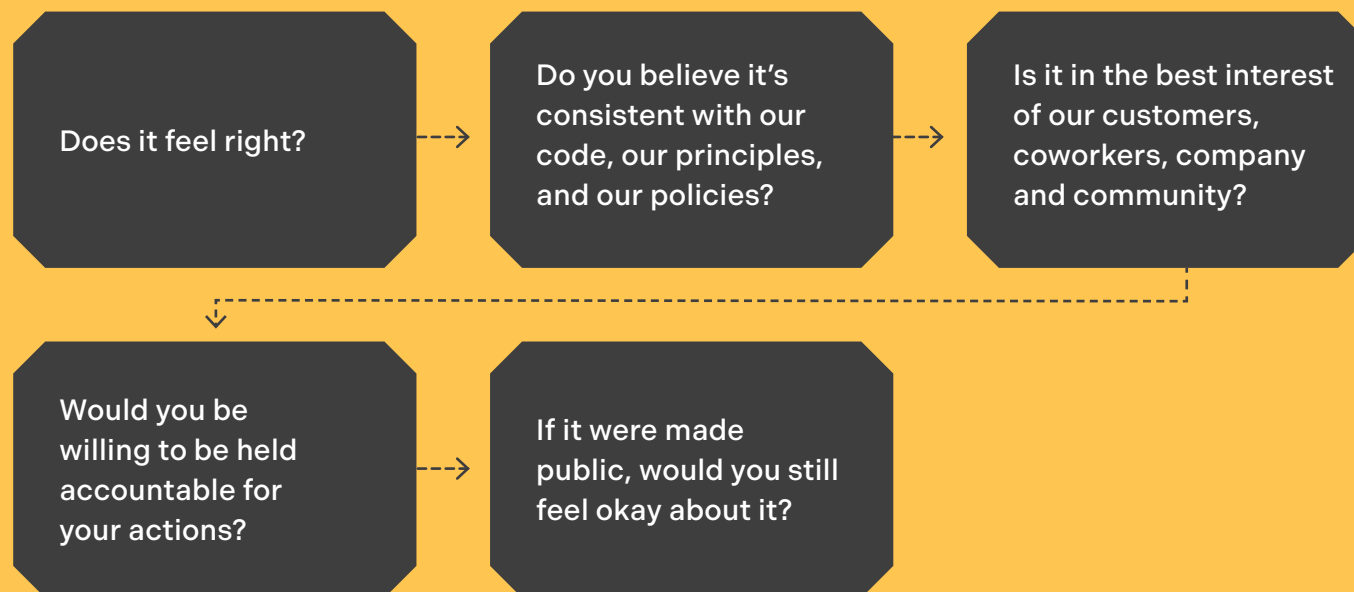 Does it feel right?
Do you believe it’s
consistent with our
code, our principles,
and our policies?
Is it in the best interest
of our customers,
coworkers, company
and community?
Would you be
willing to be held
accountable for
your actions?
If it were made
public, would you still
feel okay about it?